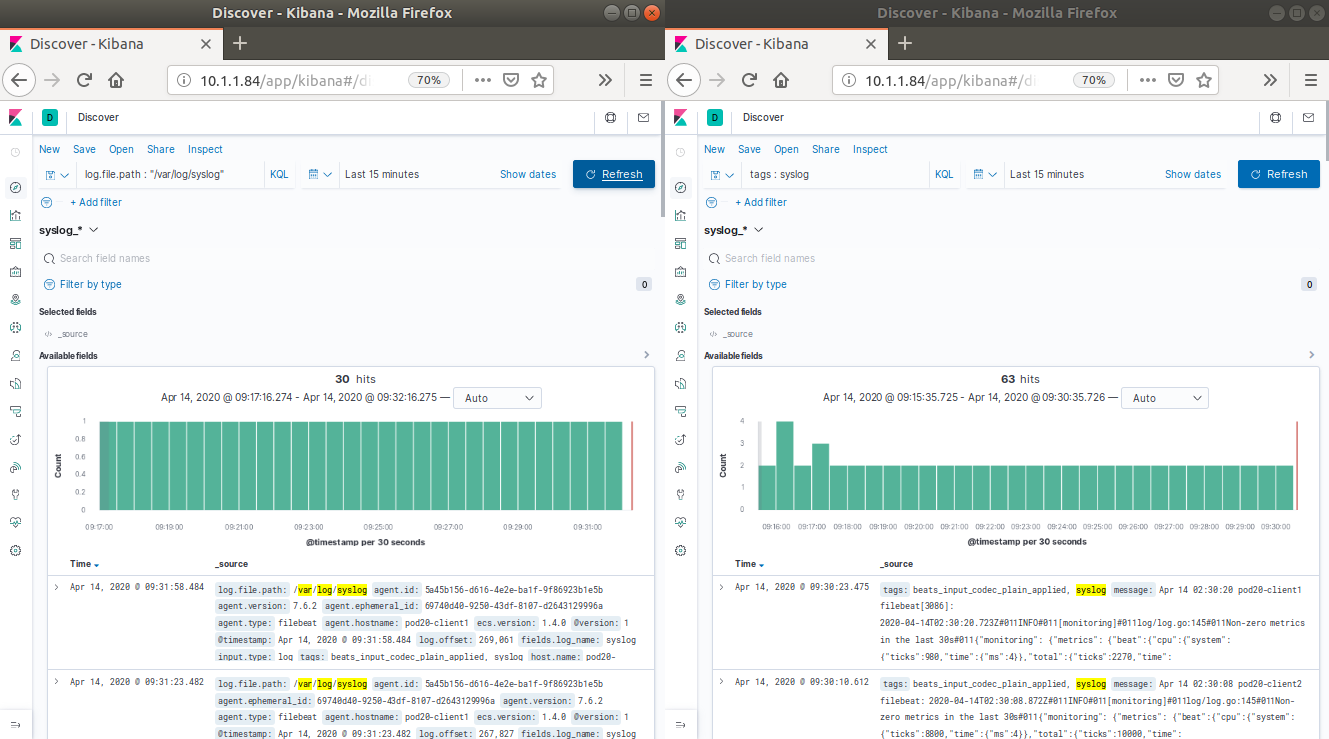 Discover - Kibana - Mozilla Firefox
Discover - Kibana
10.1.1.84/app/kibana#/di
70%
D
Discover
New Save Open Share Inspect
log.file.path : "/var/log/syslog"
KQL
Last 15 minutes
Show dates
Refresh
+ Add filter
syslog_*
Search field names
Filter by type
0
Selected fields
</> _source
Available fields
30 hits
Apr 14, 2020 @ 09:17:16.274 - Apr 14, 2020 @ 09:32:16.275 —
Auto
Count
1
0.8
0.6
0.4
0.2
0
09:17:00 09:19:00 09:21:00 09:23:00 09:25:00 09:27:00 09:29:00 09:31:00
@timestamp per 30 seconds
Time _source
Apr 14, 2020 @ 09:31:58.484
log.file.path: /var/log/syslog agent.id: 5a45b156-d616-4e2e-ba1f-9f86923b1e5b
agent.version: 7.6.2 agent.ephemeral_id: 69740d40-9250-43df-8107-d2643129996a
agent.type: filebeat agent.hostname: pod20-client1 ecs.version: 1.4.0 @version: 1
@timestamp: Apr 14, 2020 @ 09:31:58.484 log.offset: 269,061 fields.log_name: syslog
input.type: log tags: beats_input_codec_plain_applied, syslog host.name: pod20-
Apr 14, 2020 @ 09:31:23.482
log.file.path: /var/log/syslog agent.id: 5a45b156-d616-4e2e-ba1f-9f86923b1e5b
agent.ephemeral_id: 69740d40-9250-43df-8107-d2643129996a agent.version: 7.6.2
agent.type: filebeat agent.hostname: pod20-client1 ecs.version: 1.4.0 @version: 1
@timestamp: Apr 14, 2020 @ 09:31:23.482 log.offset: 267,827 fields.log_name: syslog
Discover - Kibana - Mozilla Firefox
Discover - Kibana
10.1.1.84/app/kibana#/di
70%
D
Discover
New Save Open Share Inspect
tags : syslog
KQL
Last 15 minutes
Show dates
Refresh
+ Add filter
syslog_*
Search field names
Filter by type
0
Selected fields
</> _source
Available fields
63 hits
Apr 14, 2020 @ 09:15:35.725 - Apr 14, 2020 @ 09:30:35.726 —
Auto
Count
4
3
2
1
0
09:16:00 09:17:00 09:18:00 09:19:00 09:20:00 09:21:00 09:22:00 09:23:00 09:24:00 09:25:00 09:26:00 09:27:00 09:28:00 09:29:00 09:30:00
@timestamp per 30 seconds
Time _source
Apr 14, 2020 @ 09:30:23.475
tags: beats_input_codec_plain_applied, syslog message: Apr 14 02:30:20 pod20-client1
filebeat[3086]:
2020-04-14T02:30:20.723Z#011INFO#011[monitoring]#011log/log.go:145#011Non-zero metrics
in the last 30s#011{"monitoring": {"metrics": {"beat":{"cpu":{"system":
{"ticks":980,"time":{"ms":4}},"total":{"ticks":2270,"time":
Apr 14, 2020 @ 09:30:10.612
tags: beats_input_codec_plain_applied, syslog message: Apr 14 02:30:08 pod20-client2
filebeat: 2020-04-14T02:30:08.872Z#011INFO#011[monitoring]#011log/log.go:145#011Non-
zero metrics in the last 30s#011{"monitoring": {"metrics": {"beat":{"cpu":{"system":
{"ticks":8800,"time":{"ms":4}},"total":{"ticks":10000,"time":